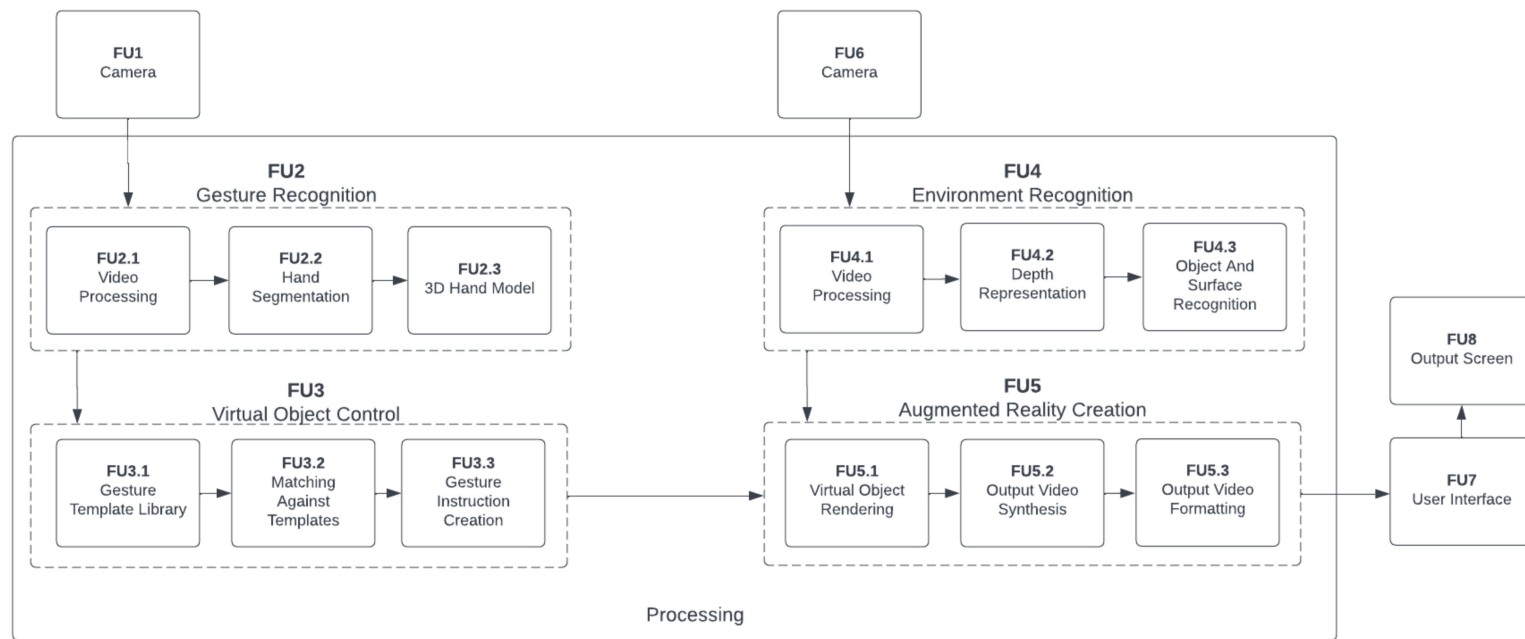 FU1
Camera
FU6
Camera
FU2
Gesture Recognition
FU4
Environment Recognition
FU2.1
Video
Processing
FU2.2
Hand
Segmentation
FU2.3
3D Hand Model
FU4.1
Video
Processing
FU4.2
Depth
Representation
FU4.3
Object And
Surface
Recognition
FU8
Output Screen
FU3
Virtual Object Control
FU5
Augmented Reality Creation
FU3.1
Gesture
Template Library
FU3.2
Matching
Against
Templates
FU3.3
Gesture
Instruction
Creation
FU5.1
Virtual Object
Rendering
FU5.2
Output Video
Synthesis
FU5.3
Output Video
Formatting
FU7
User Interface
Processing